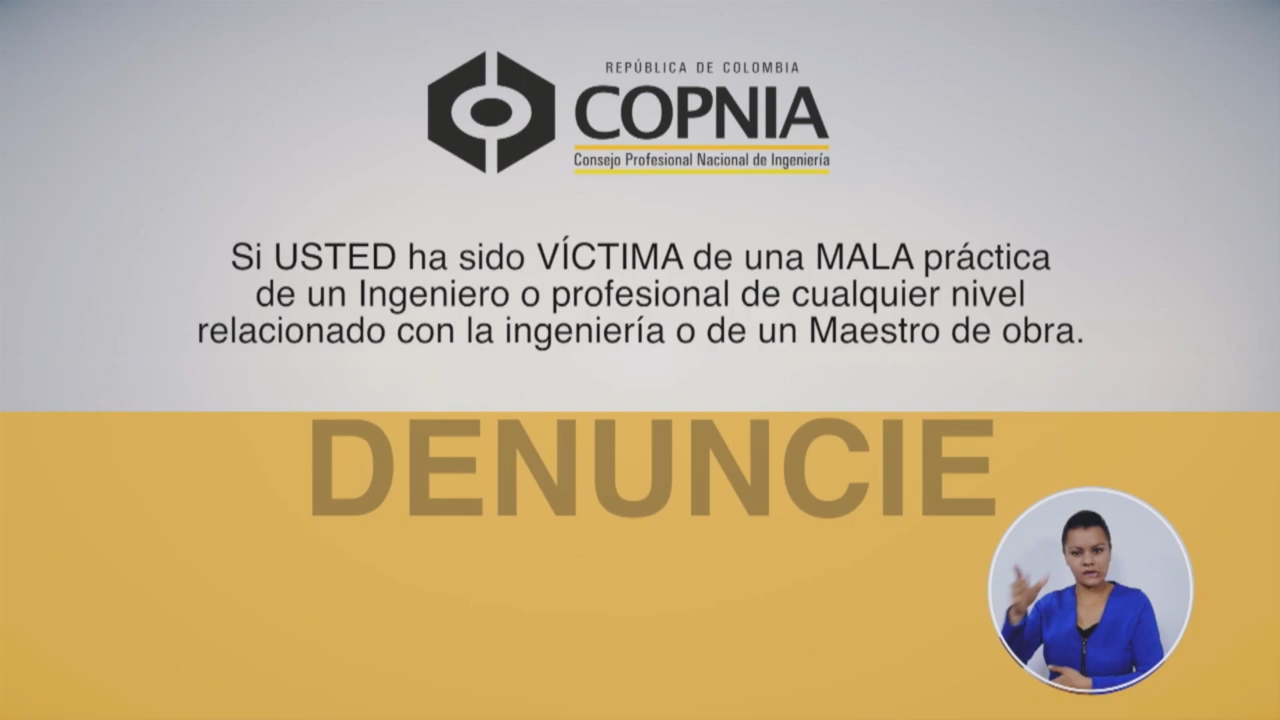 REPÚBLICA DE COLOMBIA
COPNIA
Consejo Profesional Nacional de Ingeniería
Si USTED ha sido VÍCTIMA de una MALA práctica
de un Ingeniero o profesional de cualquier nivel
relacionado con la ingeniería o de un Maestro de obra.
DENUNCIE